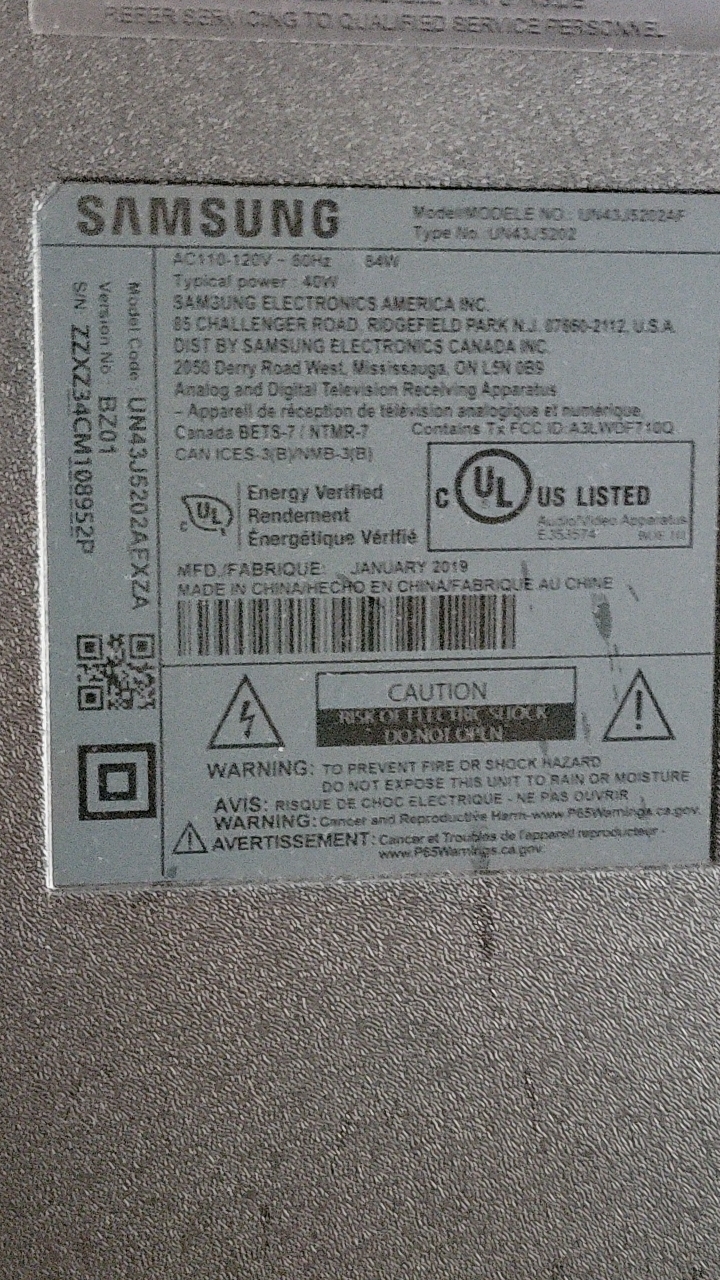 REFER SERVICING TO QUALIFIED SERVICE PERSONNEL
SAMSUNG
Model/MODELE NO.: UN43J5202AF
Type No.:UN43J5202
AC110-120V ~ 60Hz 84W
Typical power : 40W
SAMSUNG ELECTRONICS AMERICA INC.
85 CHALLENGER ROAD. RIDGEFIELD PARK N.J. 07660-2112. U.S.A.
DIST BY SAMSUNG ELECTRONICS CANADA INC.
2050 Derry Road West, Mississauga, ON L5N 0B9
Analog and Digital Television Receiving Apparatus
- Appareil de réception de télévision analogique et numérique,
Canada BETS-7 / NTMR-7 Contains Tx FCC ID:A3LWDF710Q
CAN ICES-3(B)/NMB-3(B)
c UL
Energy Verified
Rendement
Énergétique Vérifié
C UL US LISTED
Audio/Video Apparatus
E353574
MFD./FABRIQUE: JANUARY 2019
MADE IN CHINA/HECHO EN CHINA/FABRIQUE AU CHINE
CAUTION
RISK OF ELECTRIC SHOCK
DO NOT OPEN
WARNING: TO PREVENT FIRE OR SHOCK HAZARD
DO NOT EXPOSE THIS UNIT TO RAIN OR MOISTURE
AVIS: RISQUE DE CHOC ELECTRIQUE - NE PAS OUVRIR
WARNING: Cancer and Reproductive Harm-www.P65Warnings.ca.gov.
AVERTISSEMENT: Cancer et Troubles de l'appareil reproducteur -
www.P65Warnings.ca.gov.
Model Code : UN43J5202AFXZA
Version No : BZ01
S/N ZZXZ34CM108952P